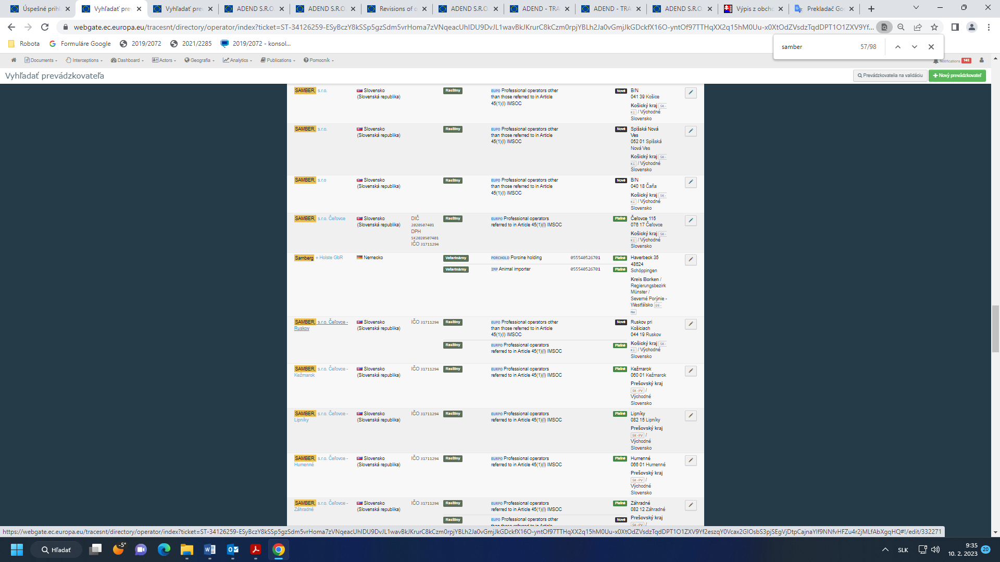 Úspešné prih
Vyhľadať pre
Vyhľadať pre
ADEND S.R.O.
ADEND S.R.O.
Revisions of o
ADEND S.R.O.
ADEND - TRA
ADEND - TRA
ADEND S.R.O.
Výpis z obch
Prekladač Go
webgate.ec.europa.eu/tracesnt/directory/operator/index?ticket=ST-34126259-ESyBczY8kSSp5gzSdm5vrHoma7zVNqeacUhIDU9DvJL1wavBkJKrurC8kCzm0rpjYBLh2Ja0vGmjJkGDckfX16O-yntOf97TTHqXX2q15hM0Uu-x0XtOdZVsdzTqdDPT1O1ZXV9Yf...
Robota
Formuláre Google
2019/2072
2021/2285
2019/2072 - konsol...
samber
57/98
Documents
Interceptions
Dashboard
Actors
Geografia
Analytics
Publications
Pomocník
Notifications 143
Vyhľadať prevádzkovateľa
Prevádzkovatelia na validáciu
Nový prevádzkovateľ
SAMBER, s.r.o.
Slovensko
(Slovenská republika)
Rastliny
EUPO Professional operators other
than those referred to in Article
45(1)(l) IMSOC
Nové
B/N
041 39 Košice
Košický kraj SK-
KI / Východné
Slovensko
SAMBER, s.r.o.
Slovensko
(Slovenská republika)
Rastliny
EUPO Professional operators other
than those referred to in Article
45(1)(l) IMSOC
Nové
Spišská Nová
Ves
052 01 Spišská
Nová Ves
Košický kraj SK-
KI / Východné
Slovensko
SAMBER, s.r.o
Slovensko
(Slovenská republika)
Rastliny
EUPO Professional operators other
than those referred to in Article
45(1)(l) IMSOC
Nové
B/N
040 18 Čaňa
Košický kraj SK-
KI / Východné
Slovensko
SAMBER, s.r.o. Čeľovce
Slovensko
(Slovenská republika)
DIČ
2020507401
DPH
SK2020507401
IČO 31711294
Rastliny
EURPO Professional operators
referred to in Article 45(1)(l) IMSOC
Platné
Čeľovce 115
076 17 Čeľovce
Košický kraj SK-
KI / Východné
Slovensko
Samberg + Holste GbR
Nemecko
Veterinárny
PORCHOLD Porcine holding
055540526701
Platné
Veterinárny
IMP Animal importer
055540526701
Platné
Haverbeck 35
48624
Schöppingen
Kreis Borken /
Regierungsbezirk
Münster /
Severné Porýnie -
Westfálsko DE-
NW
SAMBER, s.r.o. Čeľovce -
Ruskov
Slovensko
(Slovenská republika)
IČO 31711294
Rastliny
EUPO Professional operators other
than those referred to in Article
45(1)(l) IMSOC
Nové
Rastliny
EURPO Professional operators
referred to in Article 45(1)(l) IMSOC
Platné
Ruskov pri
Košiciach
044 19 Ruskov
Košický kraj SK-
KI / Východné
Slovensko
SAMBER, s.r.o. Čeľovce -
Kežmarok
Slovensko
(Slovenská republika)
IČO 31711294
Rastliny
EURPO Professional operators
referred to in Article 45(1)(l) IMSOC
Platné
Kežmarok
060 01 Kežmarok
Prešovský kraj
SK-PV /
Východné
Slovensko
SAMBER, s.r.o. Čeľovce -
Lipníky
Slovensko
(Slovenská republika)
IČO 31711294
Rastliny
EURPO Professional operators
referred to in Article 45(1)(l) IMSOC
Platné
Lipníky
082 15 Lipníky
Prešovský kraj
SK-PV /
Východné
Slovensko
SAMBER, s.r.o. Čeľovce -
Humenné
Slovensko
(Slovenská republika)
IČO 31711294
Rastliny
EURPO Professional operators
referred to in Article 45(1)(l) IMSOC
Platné
Humenné
066 01 Humenné
Prešovský kraj
SK-PV /
Východné
Slovensko
SAMBER, s.r.o. Čeľovce -
Záhradné
Slovensko
(Slovenská republika)
IČO 31711294
Rastliny
EURPO Professional operators
referred to in Article 45(1)(l) IMSOC
Platné
Rastliny
EUPO Professional operators other
Nové
Záhradné
082 12 Záhradné
Prešovský kraj
https://webgate.ec.europa.eu/tracesnt/directory/operator/index?ticket=ST-34126259-ESyBczY8kSSp5gzSdm5vrHoma7zVNqeacUhIDU9DvJL1wavBkJKrurC8kCzm0rpjYBLh2Ja0vGmjJkGDckfX16O-yntOf97TTHqXX2q15hM0Uu-x0XtOdZVsdzTqdDPT1O1ZXV9Yf2eszqY0Vcax2GIOsbS3pjSEgVjDtpCajnaYlf9NNfvHFZu4r2jMLfAbXgqHQ#!/edit/332271
-5°
Hľadať
SLK
9:35
10. 2. 2023
20